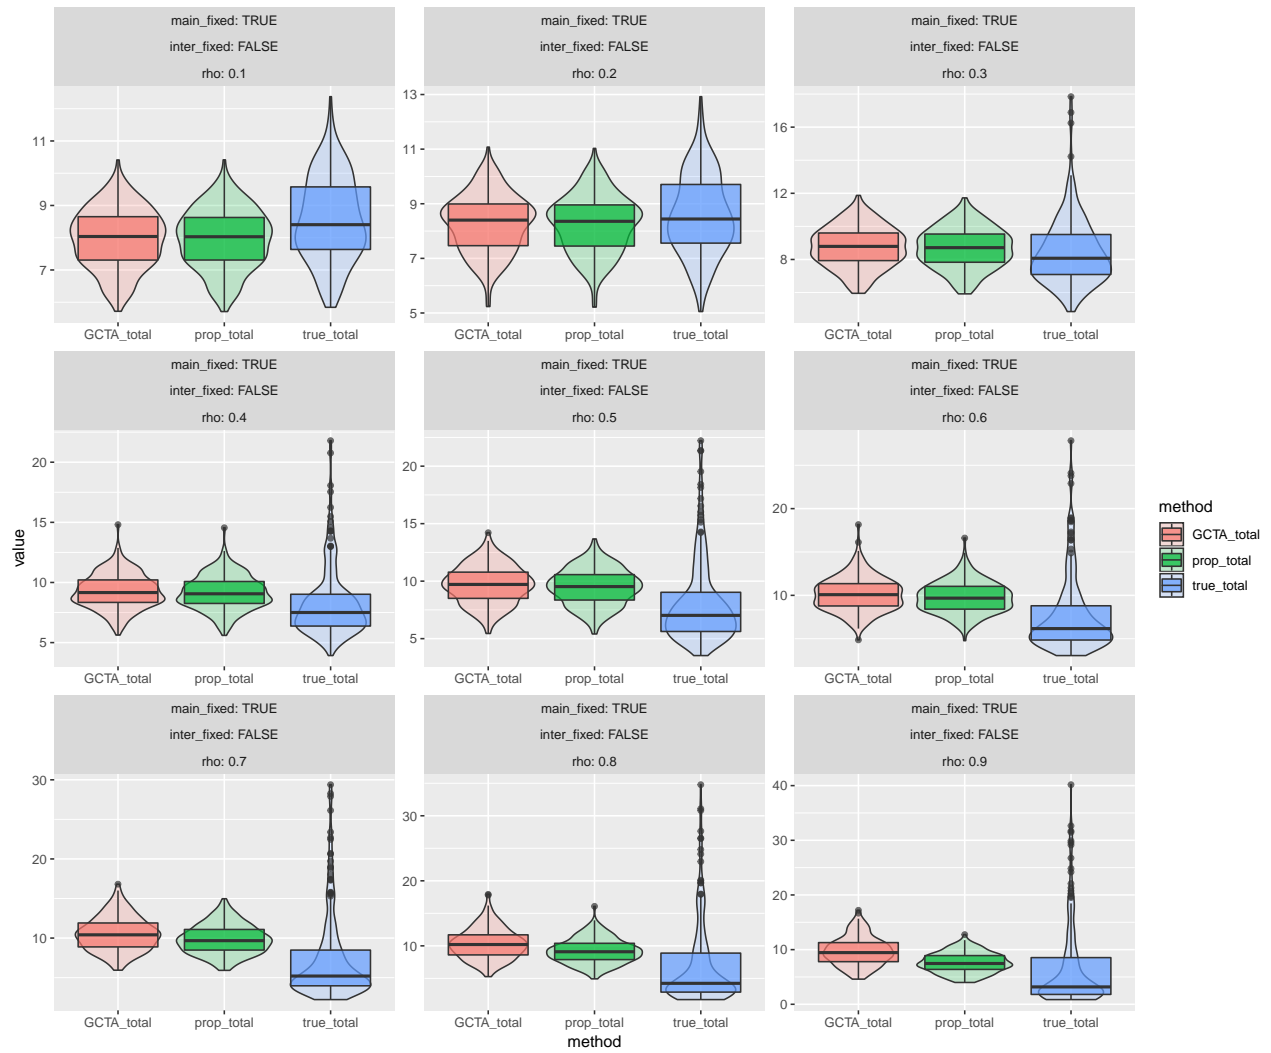 main_fixed: TRUE
inter_fixed: FALSE
rho: 0.1
11
9
7
GCTA_total prop_total true_total
main_fixed: TRUE
inter_fixed: FALSE
rho: 0.2
13
11
9
7
5
GCTA_total prop_total true_total
main_fixed: TRUE
inter_fixed: FALSE
rho: 0.3
16
12
8
GCTA_total prop_total true_total
main_fixed: TRUE
inter_fixed: FALSE
rho: 0.4
20
15
10
5
GCTA_total prop_total true_total
main_fixed: TRUE
inter_fixed: FALSE
rho: 0.5
20
15
10
5
GCTA_total prop_total true_total
main_fixed: TRUE
inter_fixed: FALSE
rho: 0.6
20
10
GCTA_total prop_total true_total
main_fixed: TRUE
inter_fixed: FALSE
rho: 0.7
30
20
10
GCTA_total prop_total true_total
main_fixed: TRUE
inter_fixed: FALSE
rho: 0.8
30
20
10
GCTA_total prop_total true_total
main_fixed: TRUE
inter_fixed: FALSE
rho: 0.9
40
30
20
10
0
GCTA_total prop_total true_total
value
method
method
GCTA_total
prop_total
true_total